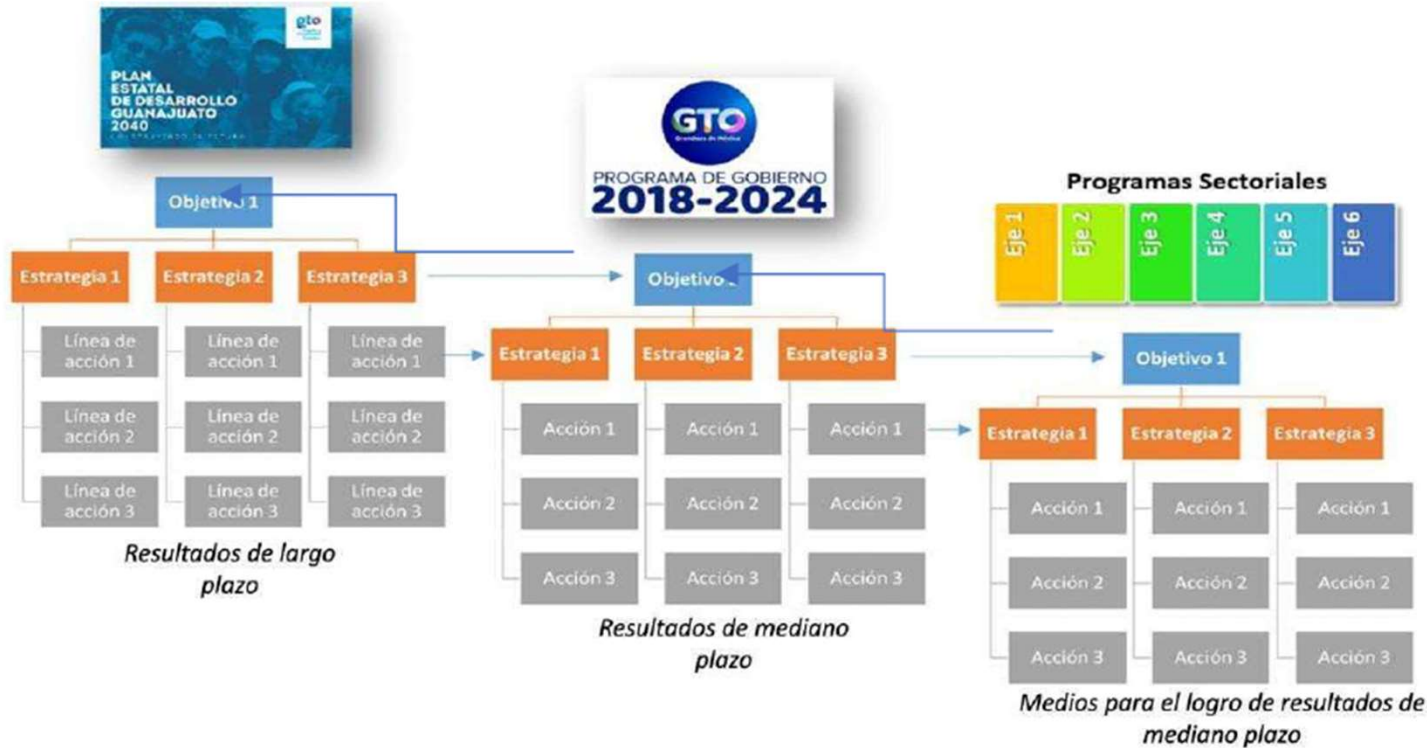 gto
PLAN
ESTATAL
DE DESARROLLO
GUANAJUATO
2040
Objetivo 1
Estrategia 1
Estrategia 2
Estrategia 3
Línea de
acción 1
Línea de
acción 1
Línea de
acción 1
Línea de
acción 2
Línea de
acción 2
Línea de
acción 2
Línea de
acción 3
Línea de
acción 3
Línea de
acción 3
Resultados de largo
plazo
GTO
Grandeza de México
PROGRAMA DE GOBIERNO
2018-2024
Objetivo
Estrategia 1
Estrategia 2
Estrategia 3
Acción 1
Acción 1
Acción 1
Acción 2
Acción 2
Acción 2
Acción 3
Acción 3
Acción 3
Resultados de mediano
plazo
Programas Sectoriales
Eje 1
Eje 2
Eje 3
Eje 4
Eje 5
Eje 6
Objetivo 1
Estrategia 1
Estrategia 2
Estrategia 3
Acción 1
Acción 1
Acción 1
Acción 2
Acción 2
Acción 2
Acción 3
Acción 3
Acción 3
Medios para el logro de resultados de
mediano plazo